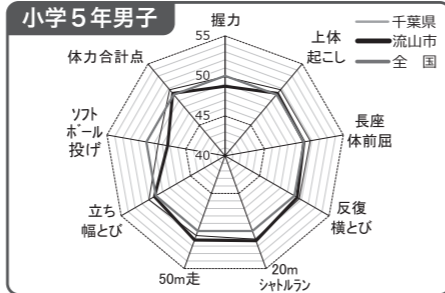 小学5年男子
千葉県
流山市
全 国
握力
上体
起こし
長座
体前屈
反復
横とび
20m
シャトルラン
50m走
立ち
幅とび
ソフト
ボール
投げ
体力合計点
55
50
45
40